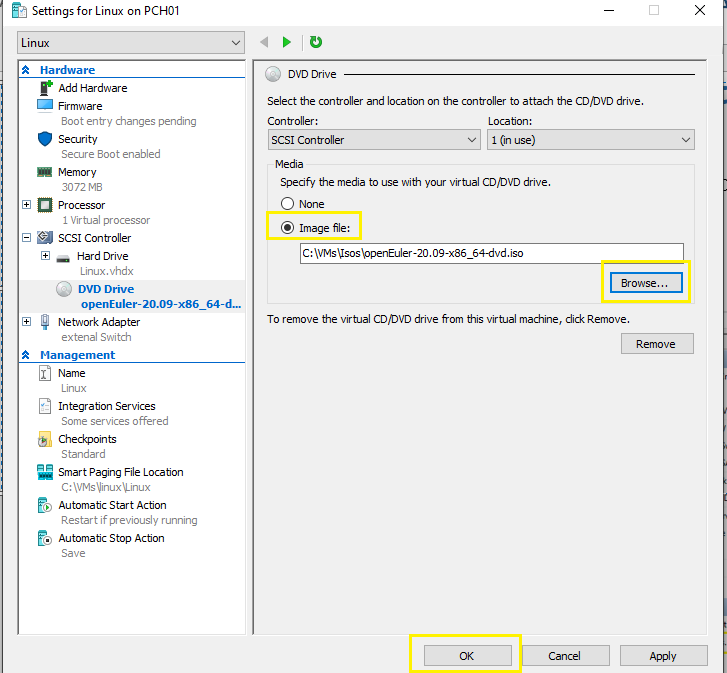 Settings for Linux on PCH01
Linux
Hardware
Add Hardware
Firmware
Boot entry changes pending
Security
Secure Boot enabled
Memory
3072 MB
Processor
1 Virtual processor
SCSI Controller
Hard Drive
Linux.vhdx
DVD Drive
openEuler-20.09-x86_64-d...
Network Adapter
extenal Switch
Management
Name
Linux
Integration Services
Some services offered
Checkpoints
Standard
Smart Paging File Location
C:\VMs\linux\Linux
Automatic Start Action
Restart if previously running
Automatic Stop Action
Save
DVD Drive
Select the controller and location on the controller to attach the CD/DVD drive.
Controller:
Location:
SCSI Controller
1 (in use)
Media
Specify the media to use with your virtual CD/DVD drive.
None
Image file:
C:\VMs\Isos\openEuler-20.09-x86_64-dvd.iso
Browse...
To remove the virtual CD/DVD drive from this virtual machine, click Remove.
Remove
OK
Cancel
Apply